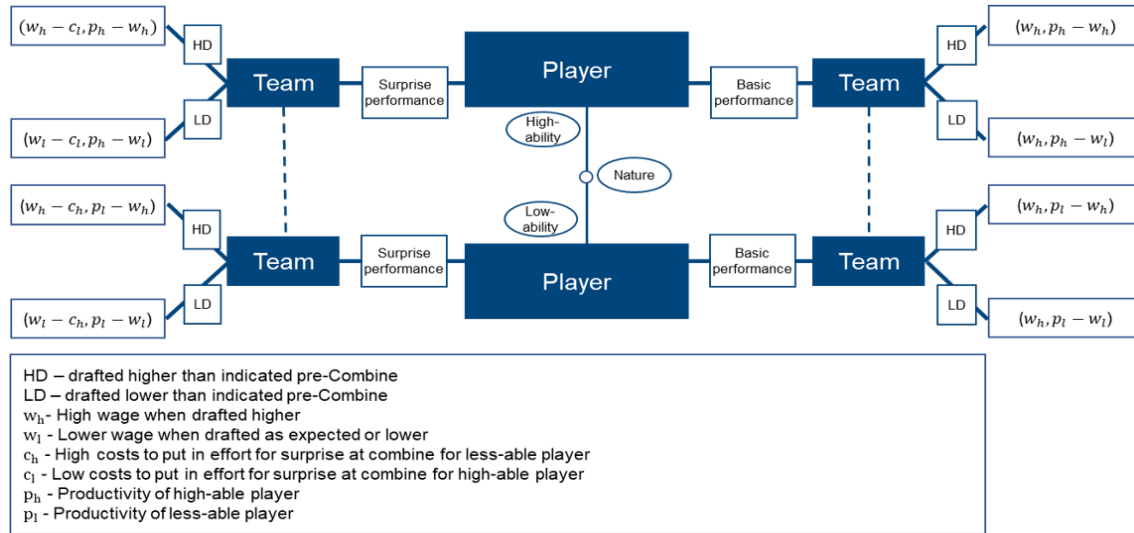 (w_h − c_l, p_h − w_h)
HD
Team
LD
(w_l − c_l, p_h − w_l)
Surprise
performance
Player
Basic
performance
Team
HD
(w_h, p_h − w_h)
LD
(w_h, p_h − w_l)
High-
ability
Nature
Low-
ability
(w_h − c_h, p_l − w_h)
HD
Team
LD
(w_l − c_h, p_l − w_l)
Surprise
performance
Player
Basic
performance
Team
HD
(w_h, p_l − w_h)
LD
(w_h, p_l − w_l)
HD – drafted higher than indicated pre-Combine
LD – drafted lower than indicated pre-Combine
w_h- High wage when drafted higher
w_l- Lower wage when drafted as expected or lower
c_h - High costs to put in effort for surprise at combine for less-able player
c_l - Low costs to put in effort for surprise at combine for high-able player
p_h - Productivity of high-able player
p_l - Productivity of less-able player